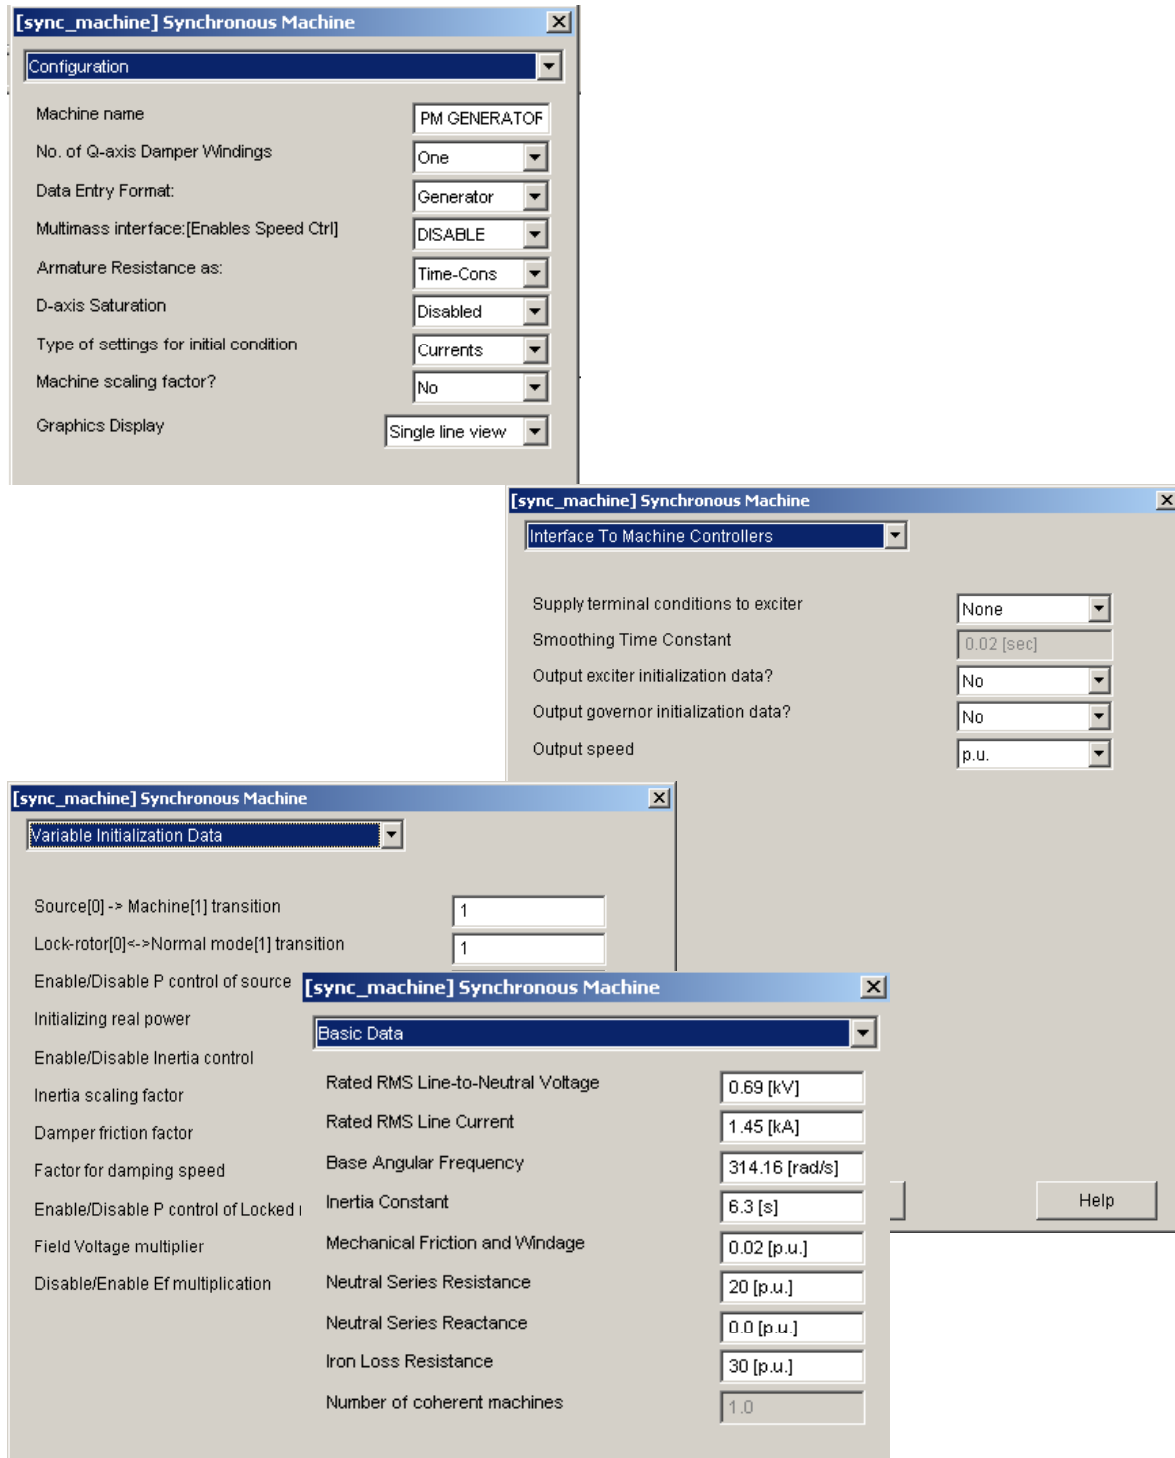 [sync_machine] Synchronous Machine
Configuration
Machine name PM GENERATOR
No. of Q-axis Damper Windings One
Data Entry Format: Generator
Multimass interface:[Enables Speed Ctrl] DISABLE
Armature Resistance as: Time-Cons
D-axis Saturation Disabled
Type of settings for initial condition Currents
Machine scaling factor? No
Graphics Display Single line view
[sync_machine] Synchronous Machine
Interface To Machine Controllers
Supply terminal conditions to exciter None
Smoothing Time Constant 0.02 [sec]
Output exciter initialization data? No
Output governor initialization data? No
Output speed p.u.
Help
[sync_machine] Synchronous Machine
Variable Initialization Data
Source[0] -> Machine[1] transition 1
Lock-rotor[0]<->Normal mode[1] transition 1
Enable/Disable P control of source
Initializing real power
Enable/Disable Inertia control
Inertia scaling factor
Damper friction factor
Factor for damping speed
Enable/Disable P control of Locked
Field Voltage multiplier
Disable/Enable Ef multiplication
[sync_machine] Synchronous Machine
Basic Data
Rated RMS Line-to-Neutral Voltage 0.69 [kV]
Rated RMS Line Current 1.45 [kA]
Base Angular Frequency 314.16 [rad/s]
Inertia Constant 6.3 [s]
Mechanical Friction and Windage 0.02 [p.u.]
Neutral Series Resistance 20 [p.u.]
Neutral Series Reactance 0.0 [p.u.]
Iron Loss Resistance 30 [p.u.]
Number of coherent machines 1.0